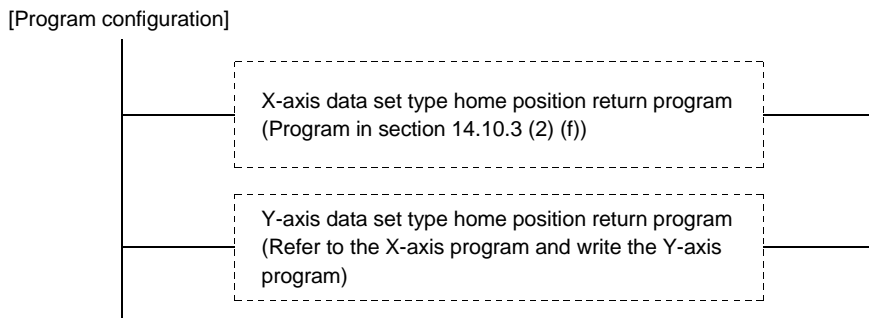 [Program configuration]
X-axis data set type home position return program
(Program in section 14.10.3 (2) (f))
Y-axis data set type home position return program
(Refer to the X-axis program and write the Y-axis
program)